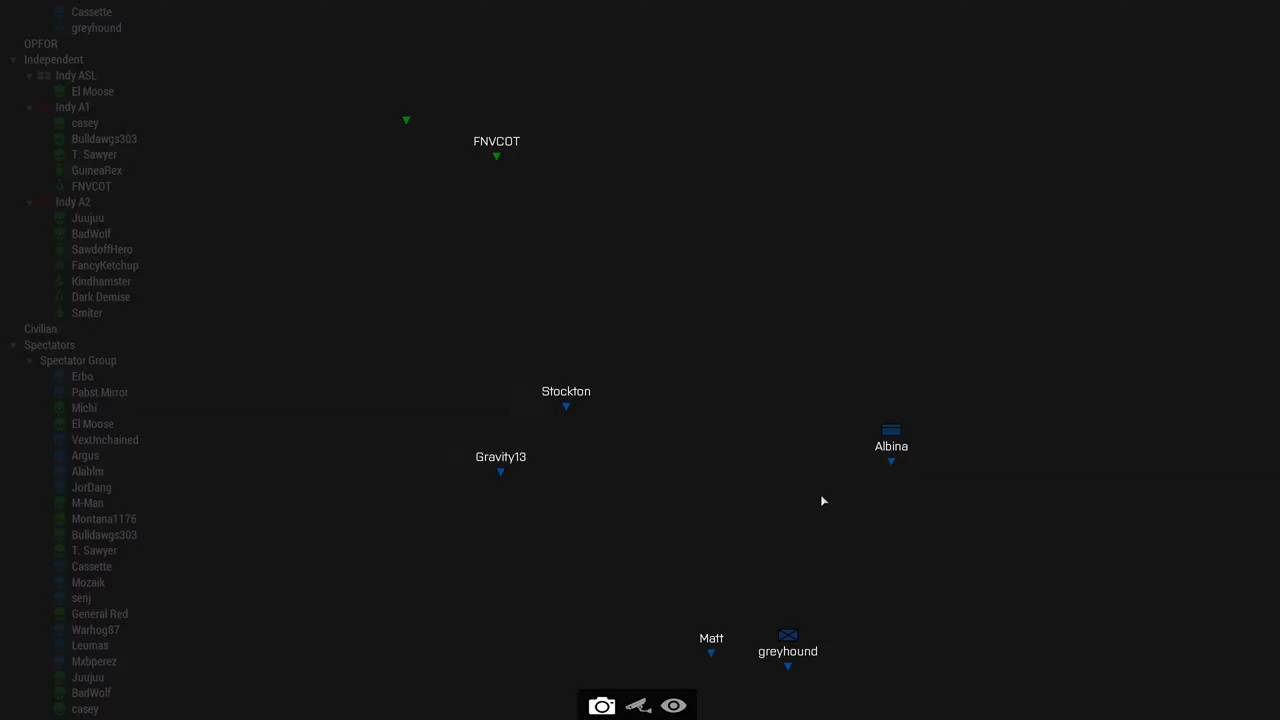 Cassette
greyhound
OPFOR
Independent
Indy ASL
El Moose
Indy A1
casey
Bulldawgs303
T. Sawyer
GuineaRex
FNVCOT
Indy A2
Juujuu
BadWolf
SawdoffHero
FancyKetchup
Kindhamster
Dark Demise
Smiter
Civilian
Spectators
Spectator Group
Erbo
Pabst Mirror
Michi
El Moose
VexUnchained
Argus
Alablm
JorDang
M-Man
Montana1176
Bulldawgs303
T. Sawyer
Cassette
Mozaik
senj
General Red
Warhog87
Leumas
Mxbperez
Juujuu
BadWolf
casey
FNVCOT
Stockton
Albina
Gravity13
Matt
greyhound